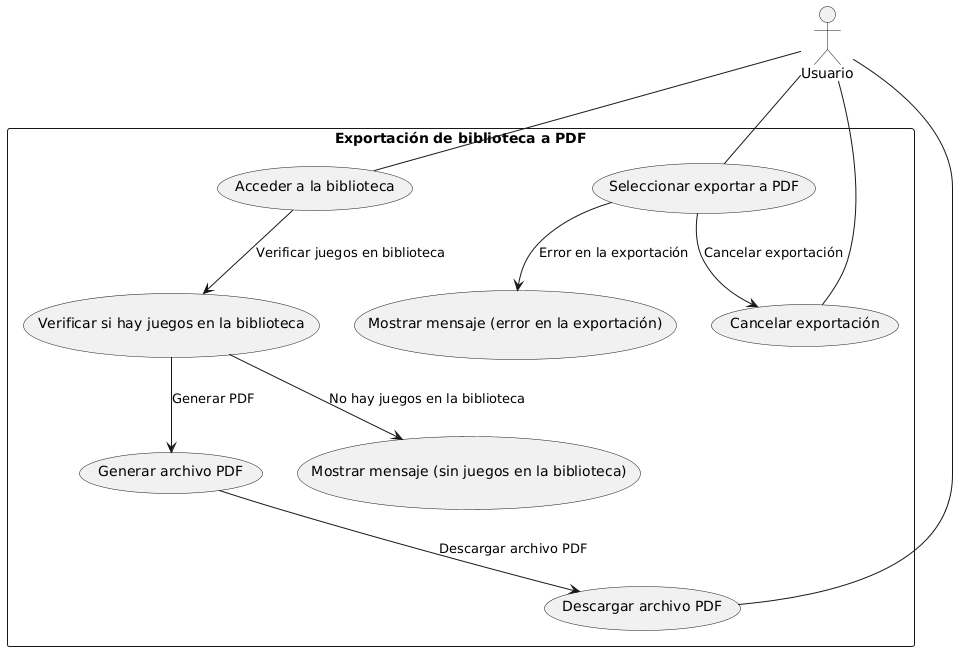 Usuario
Exportación de biblioteca a PDF
Acceder a la biblioteca
Seleccionar exportar a PDF
Verificar juegos en biblioteca
Error en la exportación
Cancelar exportación
Verificar si hay juegos en la biblioteca
Mostrar mensaje (error en la exportación)
Cancelar exportación
Generar PDF
No hay juegos en la biblioteca
Generar archivo PDF
Mostrar mensaje (sin juegos en la biblioteca)
Descargar archivo PDF
Descargar archivo PDF